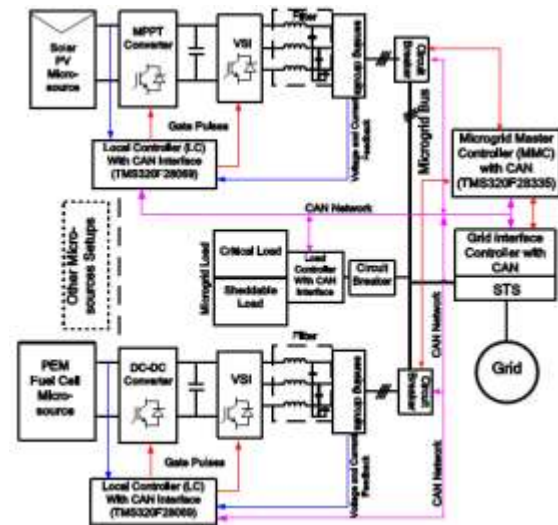 Solar
PV Micro-
source
MPPT
Converter
VSI
Filter
sensing circuits
Circuit
Breaker
Gate Pulses
Local Controller (LC)
With CAN Interface
(TMS320F28069)
Voltage and Current
Feedback
Microgrid Bus
Microgrid Master
Controller (MMC)
with CAN
(TMS320F28335)
CAN Network
Other Micro-
sources Setups
Microgrid Load
Critical Load
Sheddable
Load
Load
Controller
With CAN
Interface
Circuit
Breaker
Grid Interface
Controller with
CAN
STS
CAN Network
Grid
PEM
Fuel Cell
Micro-
source
DC-DC
Converter
VSI
Filter
sensing circuits
Circuit
Breaker
Gate Pulses
Local Controller (LC)
With CAN Interface
(TMS320F28069)
Voltage and Current
Feedback
CAN Network